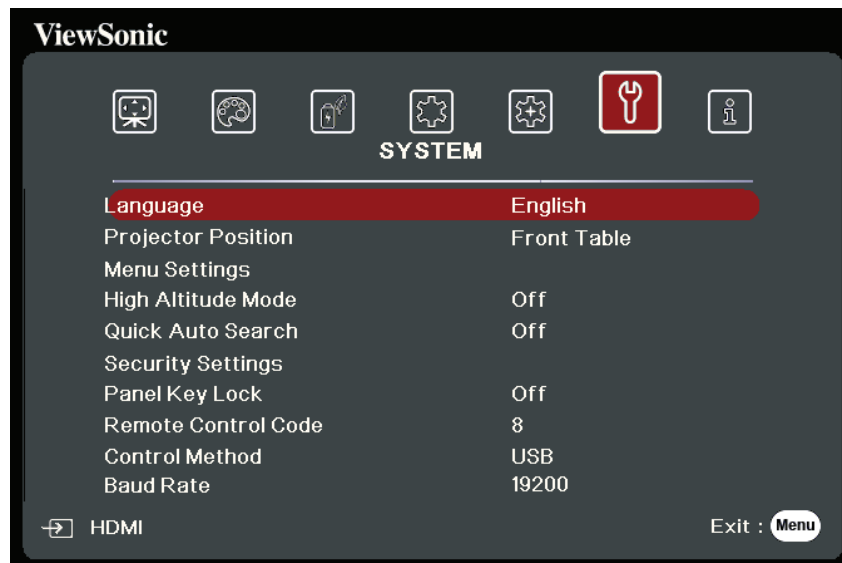 ViewSonic
SYSTEM
Language English
Projector Position Front Table
Menu Settings
High Altitude Mode Off
Quick Auto Search Off
Security Settings
Panel Key Lock Off
Remote Control Code 8
Control Method USB
Baud Rate 19200
HDMI Exit : Menu